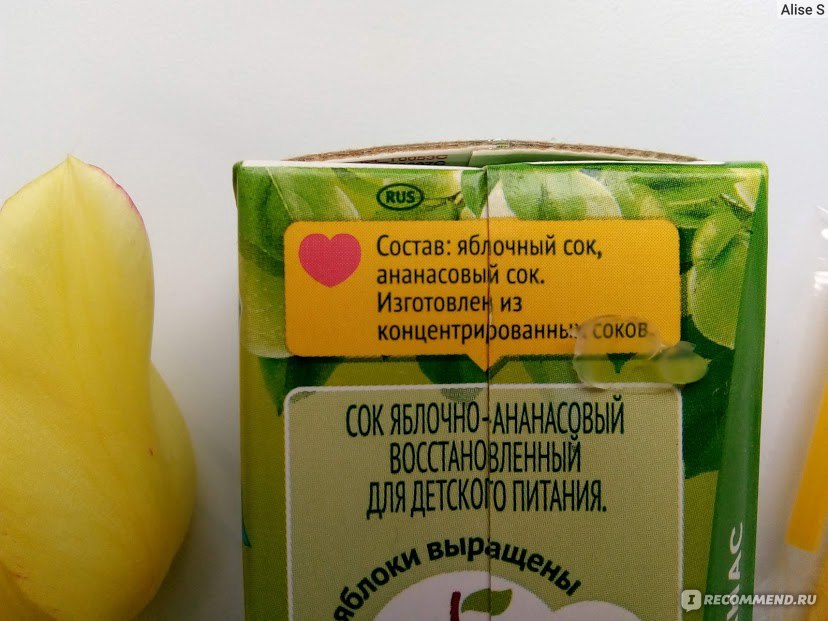 Alise S
RUS
Состав: яблочный сок,
ананасовый сок.
Изготовлен из
концентрированных соков.
СОК ЯБЛОЧНО-АНАНАСОВЫЙ
ВОССТАНОВЛЕННЫЙ
ДЛЯ ДЕТСКОГО ПИТАНИЯ.
яблоки выращены
IRECOMMEND.RU